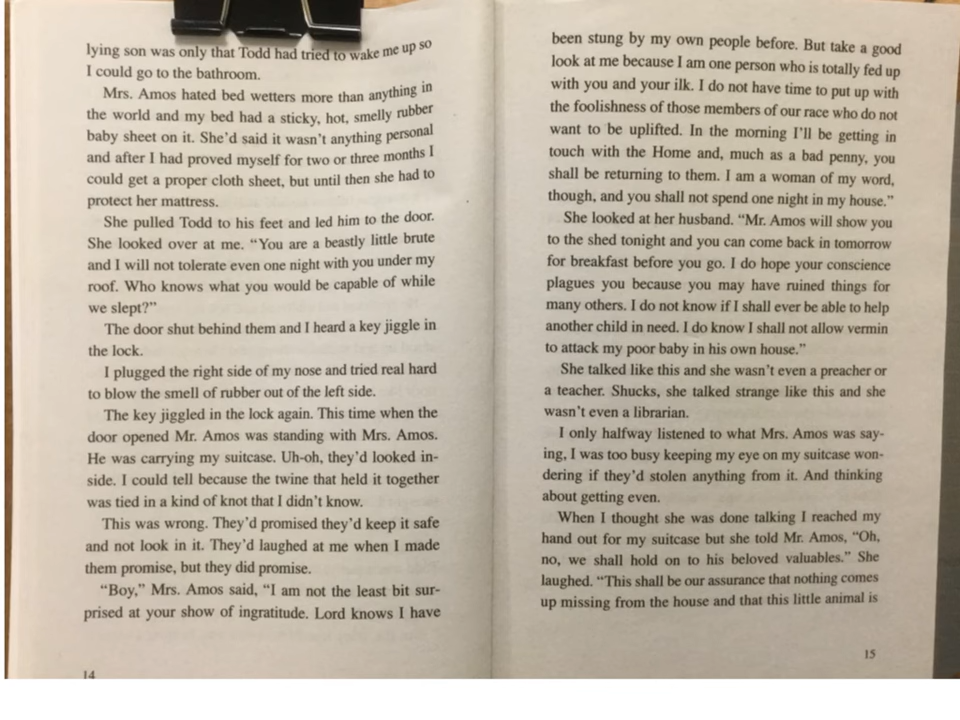 lying son was only that Todd had tried to wake me up so
I could go to the bathroom.
Mrs. Amos hated bed wetters more than anything in
the world and my bed had a sticky, hot, smelly rubber
baby sheet on it. She'd said it wasn't anything personal
and after I had proved myself for two or three months I
could get a proper cloth sheet, but until then she had to
protect her mattress.
She pulled Todd to his feet and led him to the door.
She looked over at me. “You are a beastly little brute
and I will not tolerate even one night with you under my
roof. Who knows what you would be capable of while
we slept?”
The door shut behind them and I heard a key jiggle in
the lock.
I plugged the right side of my nose and tried real hard
to blow the smell of rubber out of the left side.
The key jiggled in the lock again. This time when the
door opened Mr. Amos was standing with Mrs. Amos.
He was carrying my suitcase. Uh-oh, they'd looked in-
side. I could tell because the twine that held it together
was tied in a kind of knot that I didn't know.
This was wrong. They'd promised they'd keep it safe
and not look in it. They'd laughed at me when I made
them promise, but they did promise.
“Boy,” Mrs. Amos said, “I am not the least bit sur-
prised at your show of ingratitude. Lord knows I have
14
been stung by my own people before. But take a good
look at me because I am one person who is totally fed up
with you and your ilk. I do not have time to put up with
the foolishness of those members of our race who do not
want to be uplifted. In the morning I'll be getting in
touch with the Home and, much as a bad penny, you
shall be returning to them. I am a woman of my word,
though, and you shall not spend one night in my house.”
She looked at her husband. “Mr. Amos will show you
to the shed tonight and you can come back in tomorrow
for breakfast before you go. I do hope your conscience
plagues you because you may have ruined things for
many others. I do not know if I shall ever be able to help
another child in need. I do know I shall not allow vermin
to attack my poor baby in his own house.”
She talked like this and she wasn't even a preacher or
a teacher. Shucks, she talked strange like this and she
wasn't even a librarian.
I only halfway listened to what Mrs. Amos was say-
ing, I was too busy keeping my eye on my suitcase won-
dering if they'd stolen anything from it. And thinking
about getting even.
When I thought she was done talking I reached my
hand out for my suitcase but she told Mr. Amos, “Oh,
no, we shall hold on to his beloved valuables.” She
laughed. “This shall be our assurance that nothing comes
up missing from the house and that this little animal is
15